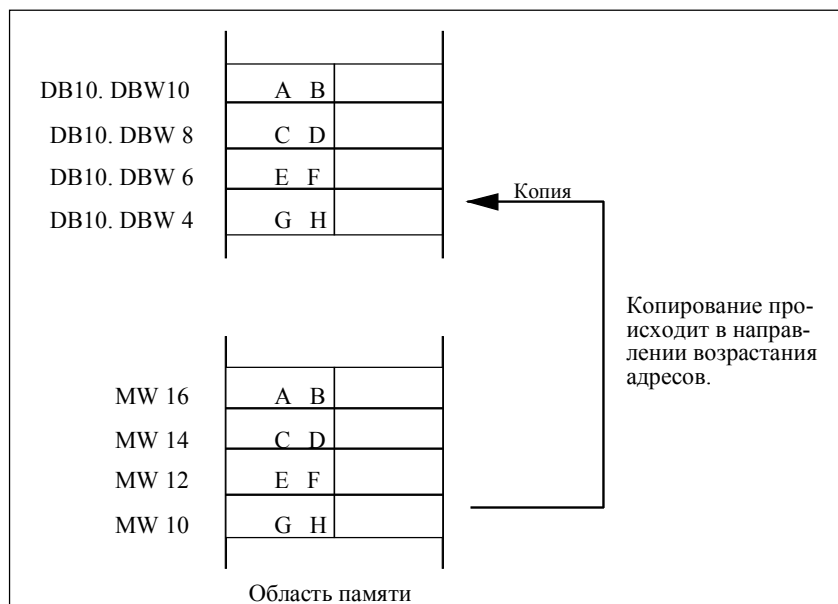 DB10. DBW10 A B
DB10. DBW 8 C D
DB10. DBW 6 E F
DB10. DBW 4 G H
Копия
Копирование про-
исходит в направ-
лении возрастания
адресов.
MW 16 A B
MW 14 C D
MW 12 E F
MW 10 G H
Область памяти